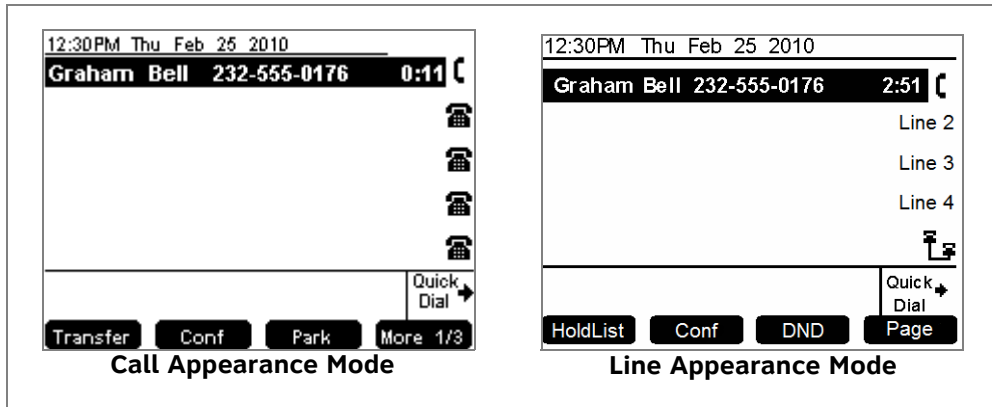 12:30PM Thu Feb 25 2010
Graham Bell 232-555-0176 0:11
Quick
Dial
Transfer Conf Park More 1/3
Call Appearance Mode
12:30PM Thu Feb 25 2010
Graham Bell 232-555-0176 2:51
Line 2
Line 3
Line 4
Quick
Dial
HoldList Conf DND Page
Line Appearance Mode